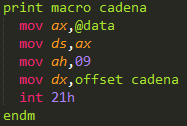 print macro cadena
mov ax,@data
mov ds,ax
mov ah,09
mov dx,offset cadena
int 21h
endm